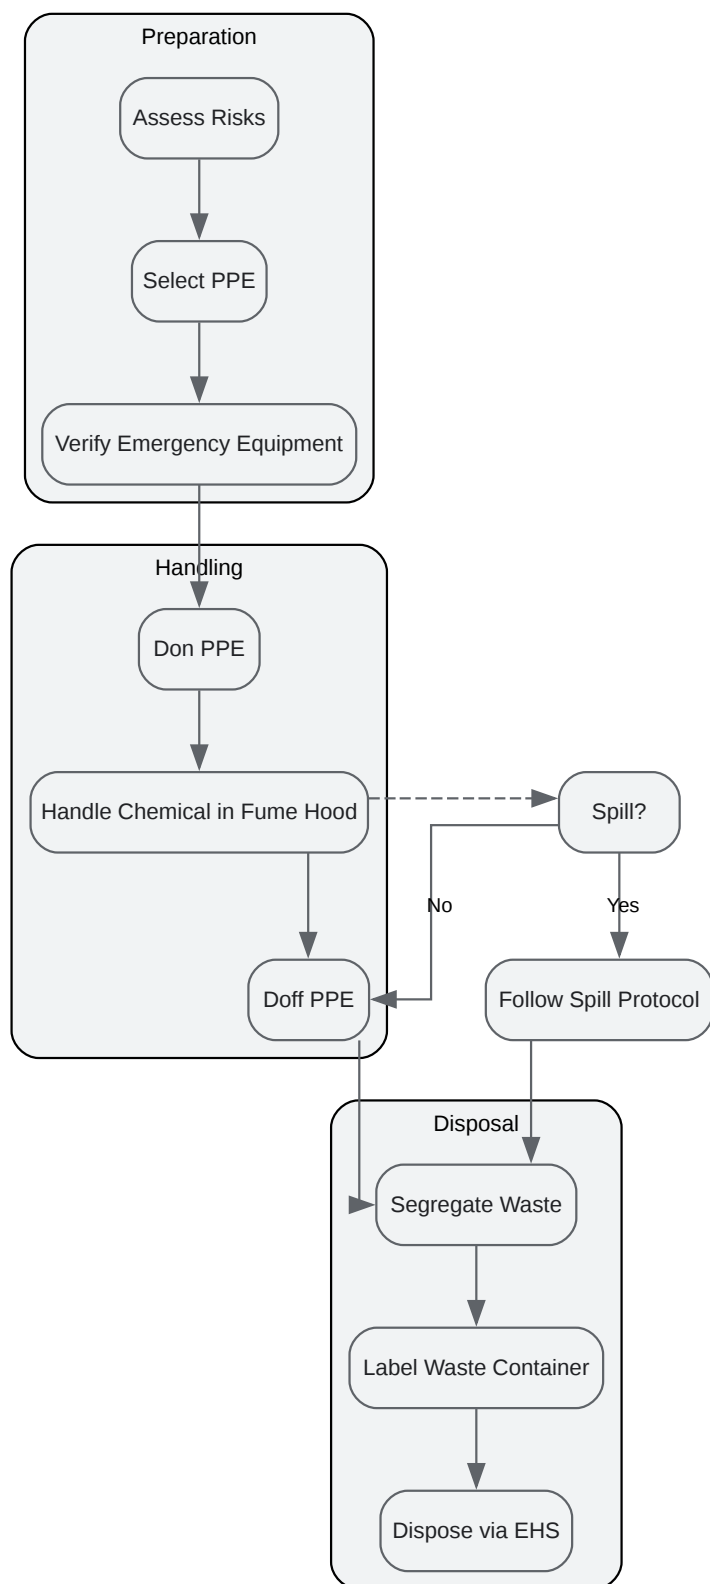 Preparation
Assess Risks
Select PPE
Verify Emergency Equipment
Handling
Don PPE
Handle Chemical in Fume Hood
Spill?
No
Yes
Doff PPE
Follow Spill Protocol
Disposal
Segregate Waste
Label Waste Container
Dispose via EHS